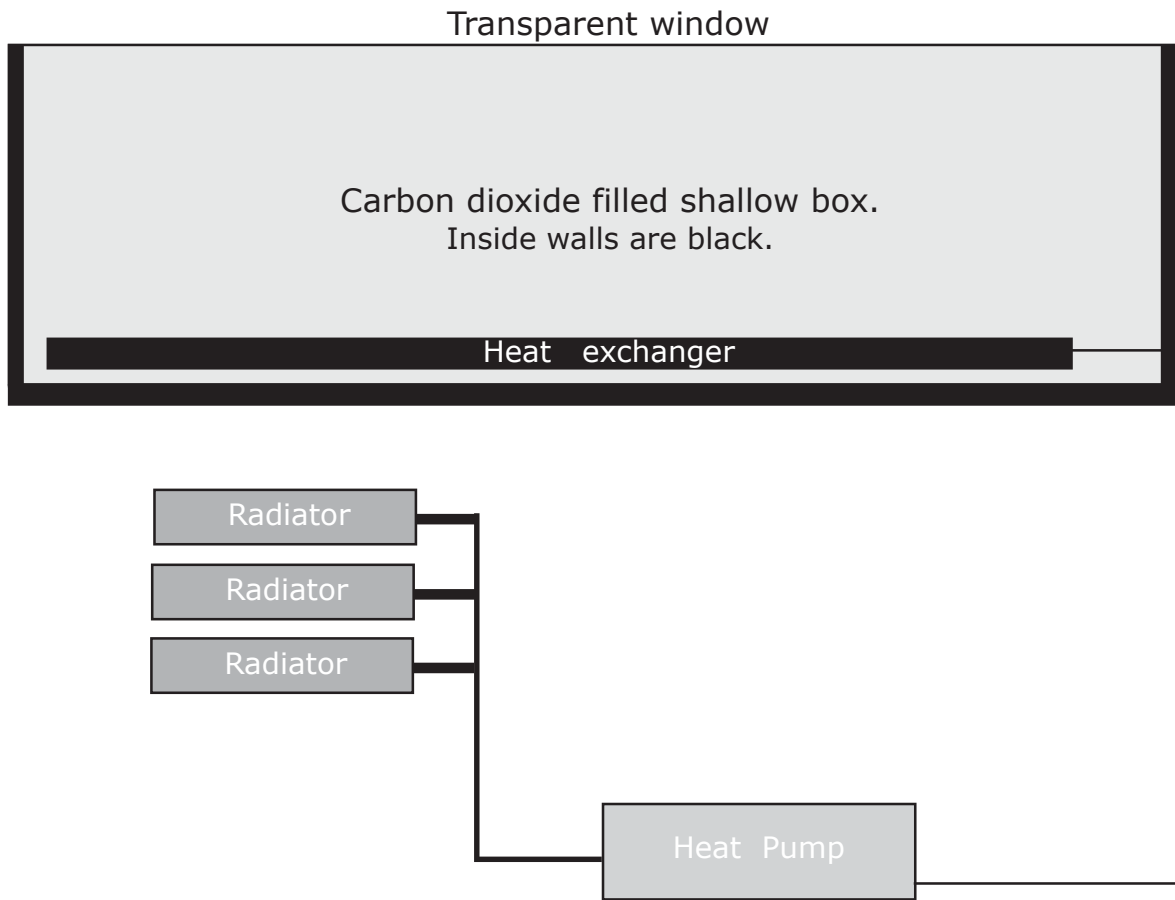 Transparent window
Carbon dioxide filled shallow box.
Inside walls are black.
Heat exchanger
Radiator
Radiator
Radiator
Heat Pump